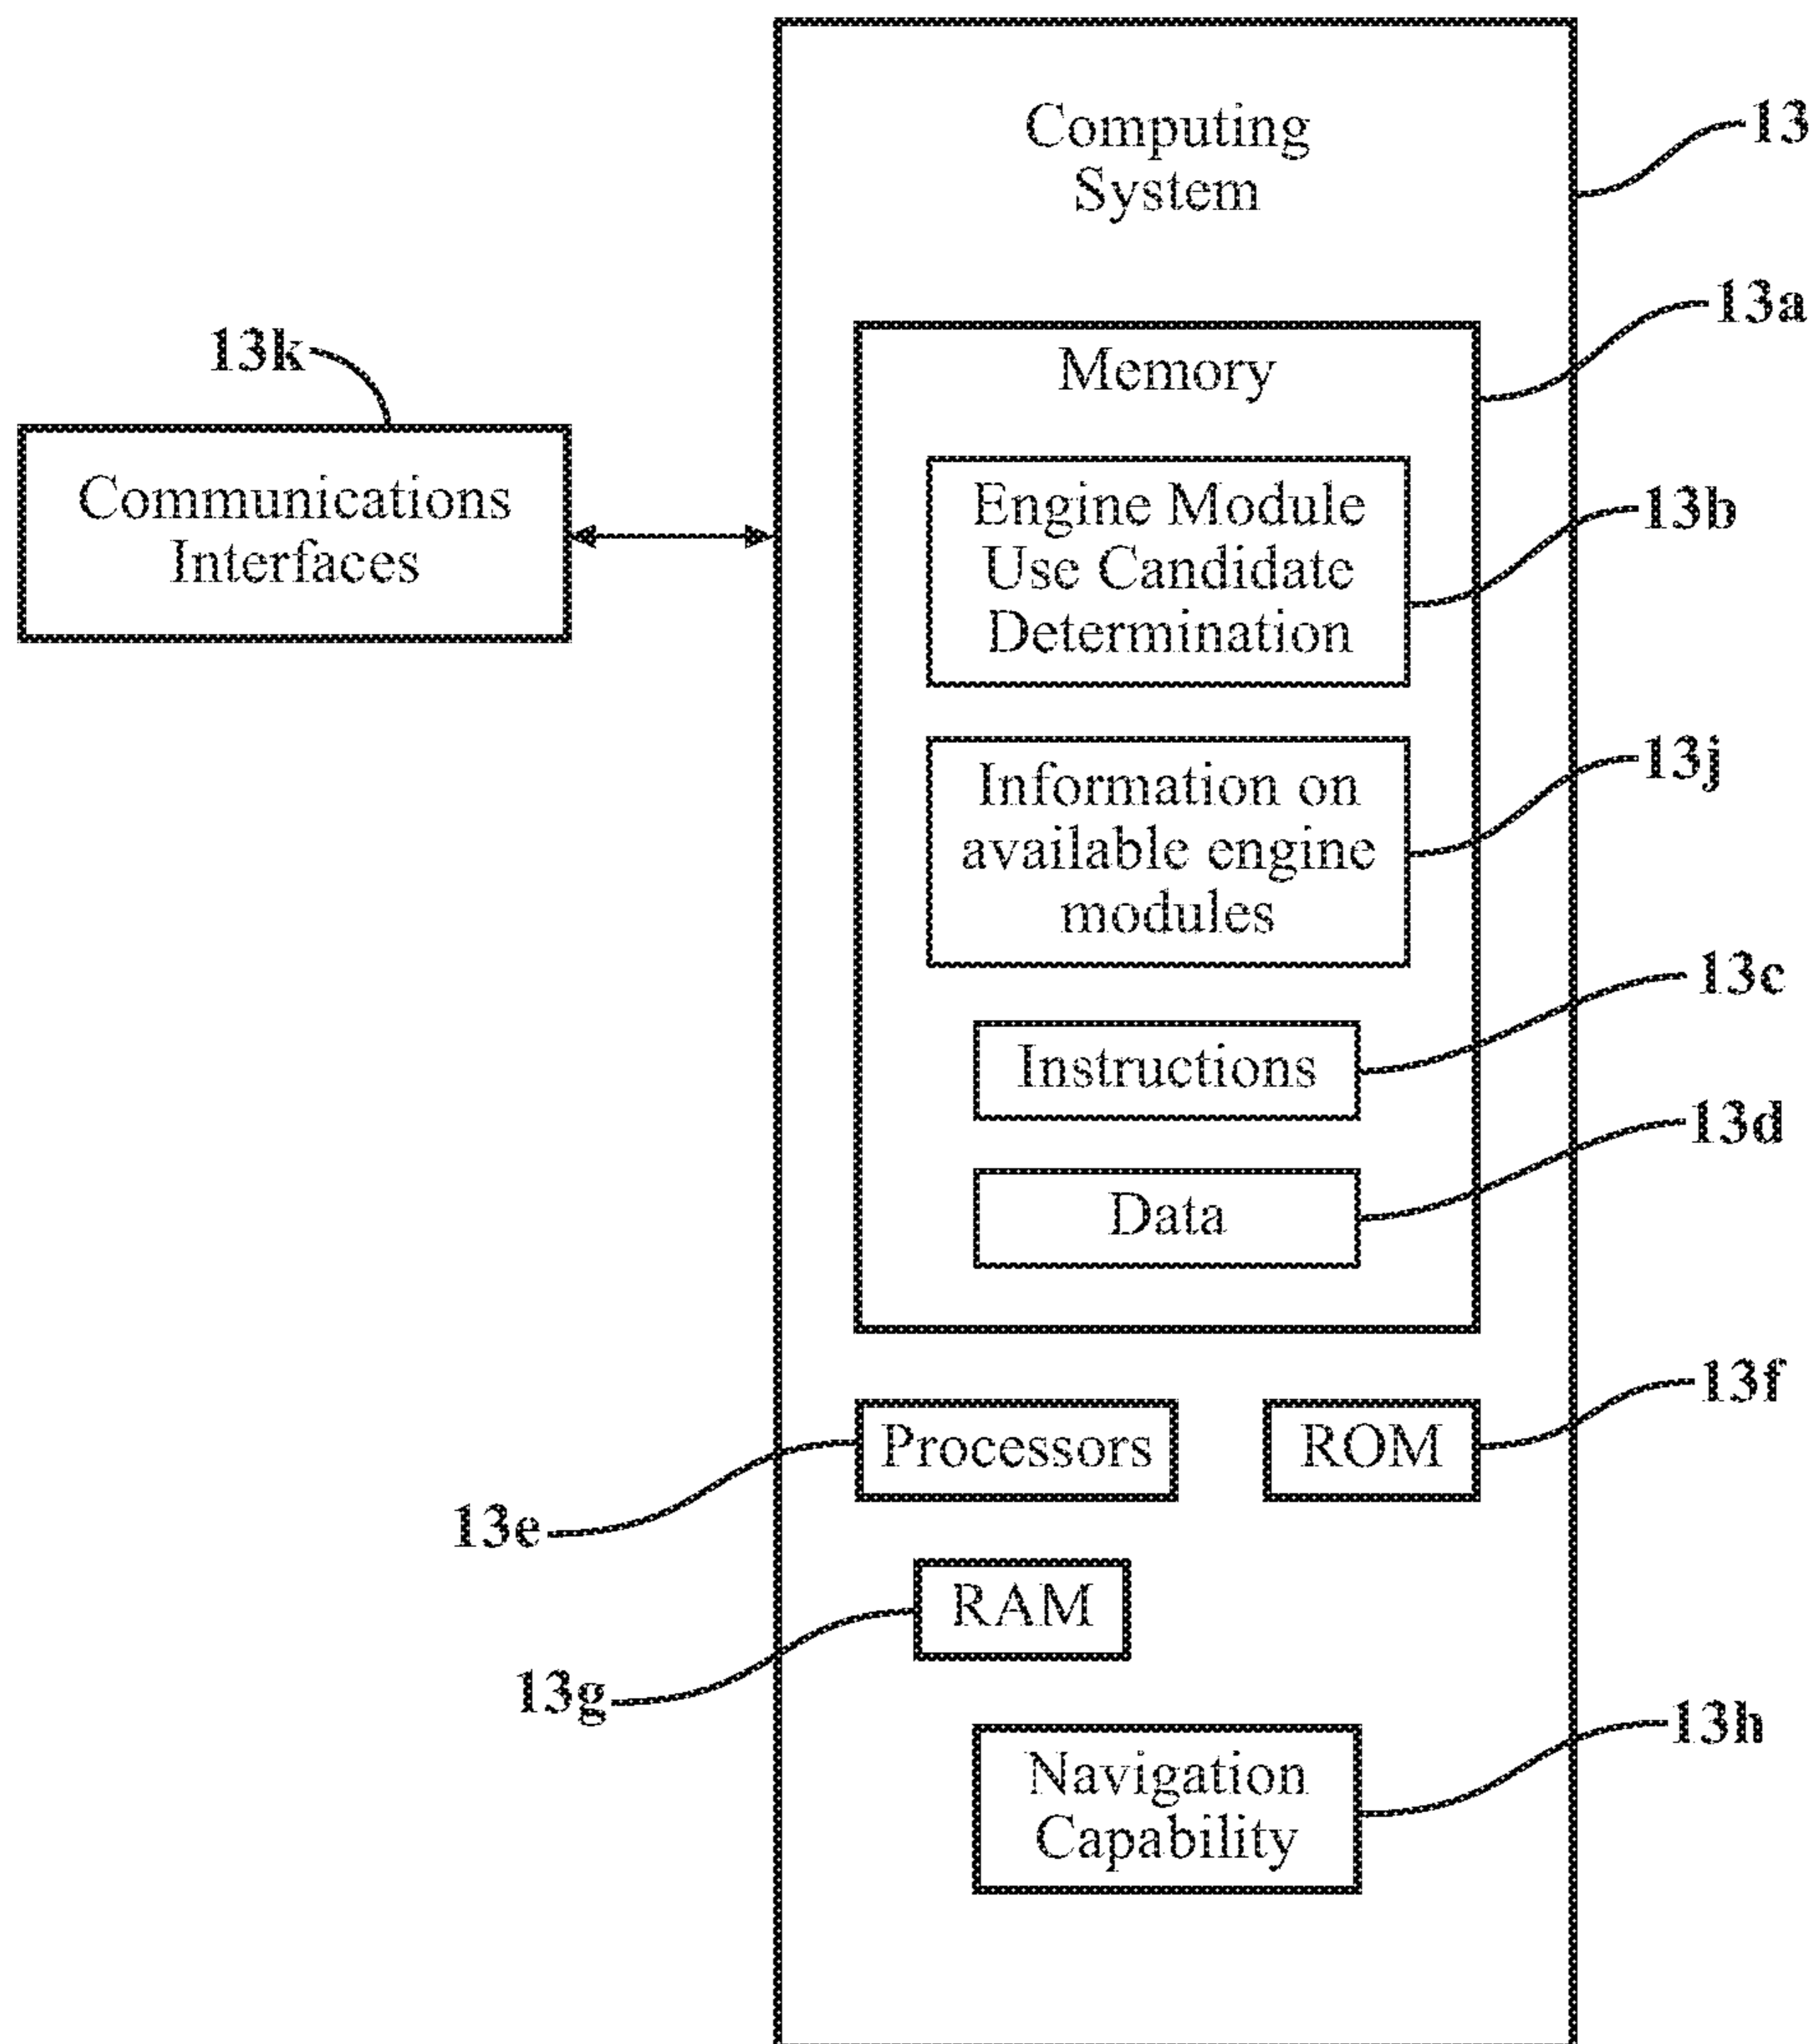 Computing
System
13
13a
Memory
13k
Communications
Interfaces
Engine Module
Use Candidate
Determination
13b
Information on
available engine
modules
13j
Instructions
13c
Data
13d
Processors
13e
ROM
13f
RAM
13g
Navigation
Capability
13h